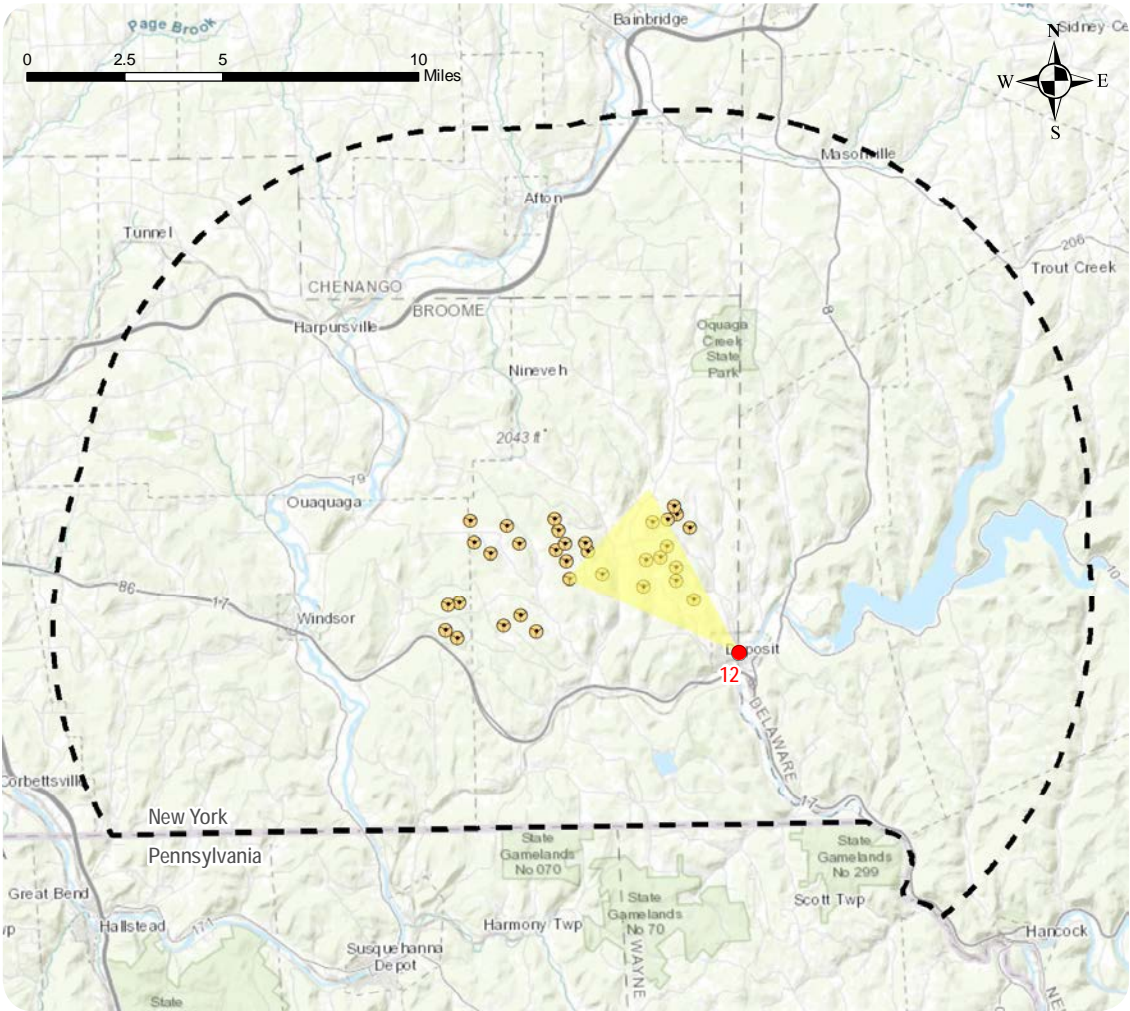 Page Brook
Bainbridge
Sidney Ce
N
0 2.5 5 10
Miles
W E
S
Masonville
Afton
Tunnel
206
Trout Creek
CHENANGO
BROOME
8
Harpursville
Oquaga
Creek
State
Park
Nineveh
2043 ft
79
Ouaquaga
10
86
17
Windsor
Deposit
12
DELAWARE
Corbettsville
17
New York
Pennsylvania
State
Gamelands
No 070
State
Gamelands
No 299
Great Bend
State
Gamelands
No 70
Scott Twp
Hallstead
171
Harmony Twp
Hancock
Susquehanna
Depot
WAYNE
State